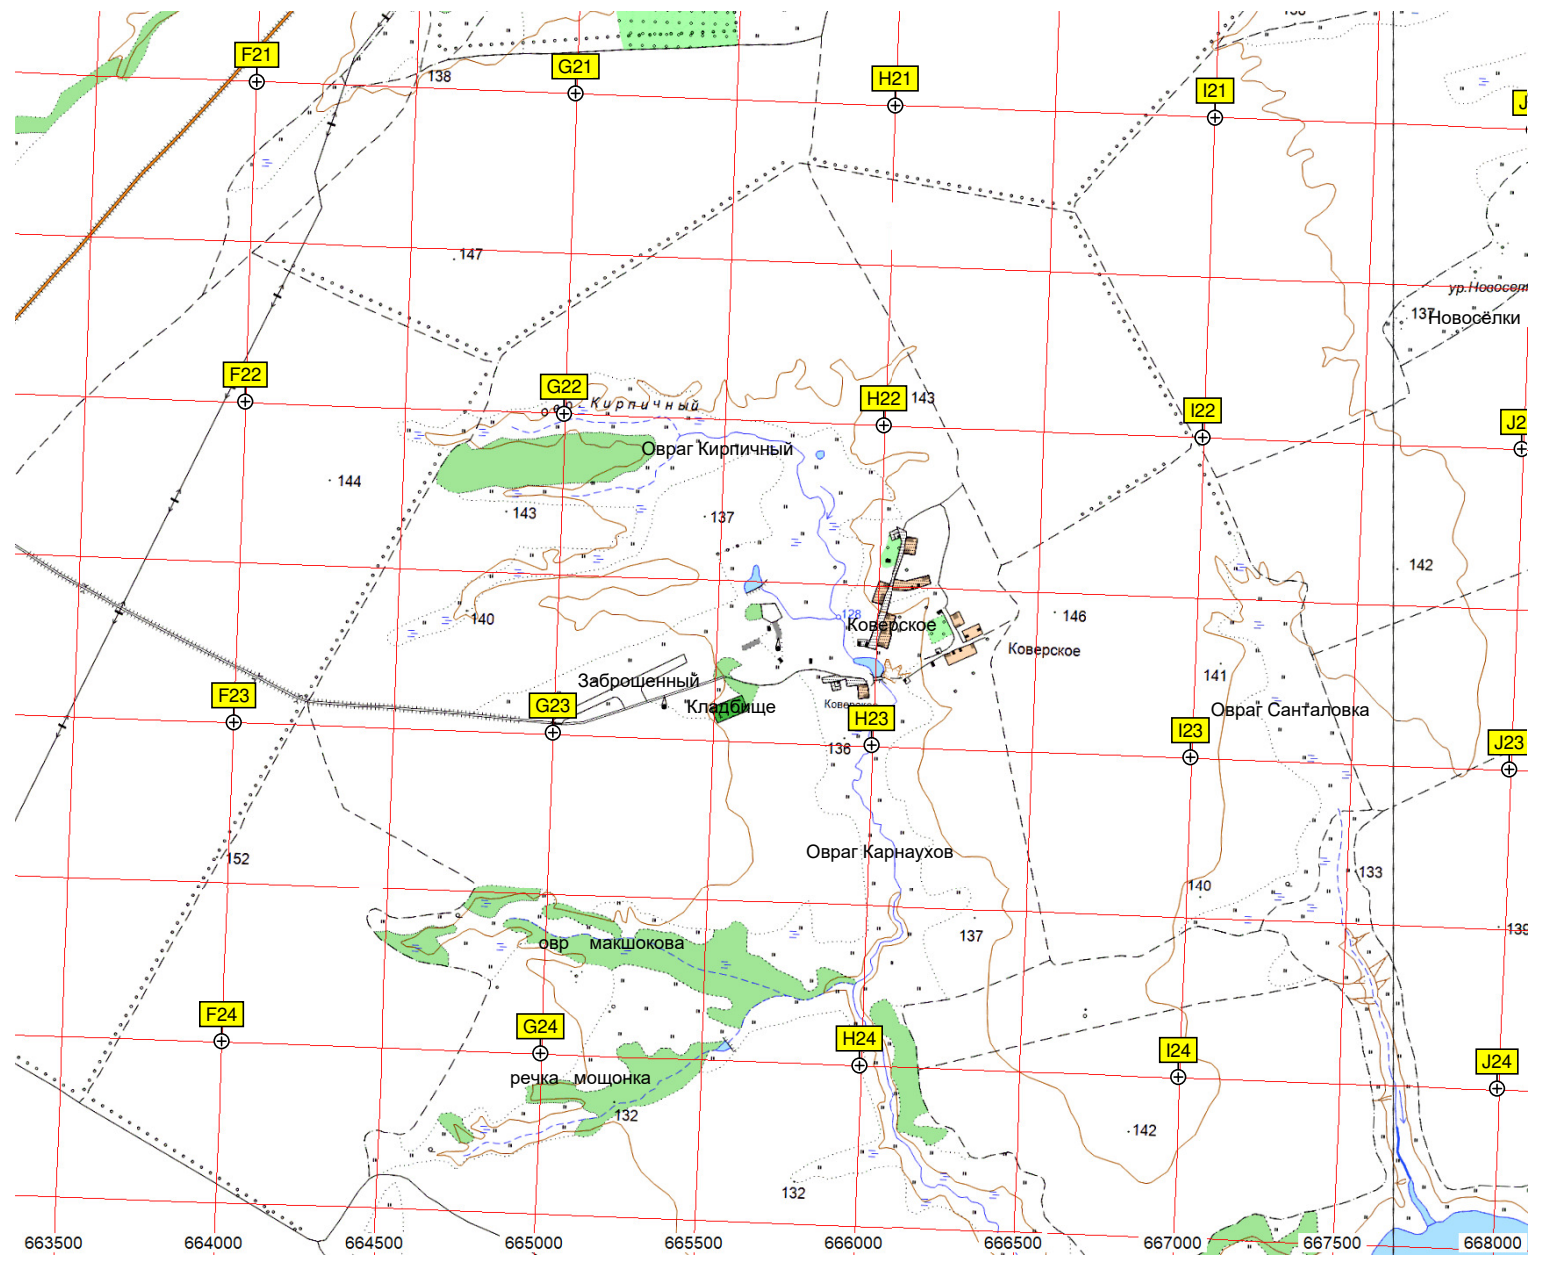 F21
G21
H21
I21
J
138
147
ур.Новосел
137
Новосёлки
F22
G22
Кирпичный
H22
143
I22
J2
Овраг Кирпичный
144
143
137
142
140
128
Коверское
146
Коверское
141
Заброшенный
Кладбище
F23
G23
H23
136
Овраг Санталовка
I23
J23
152
Овраг Карнаухов
133
140
137
139
овр макшокова
F24
G24
H24
I24
J24
речка мощонка
132
142
132
663500 664000 664500 665000 665500 666000 666500 667000 667500 668000